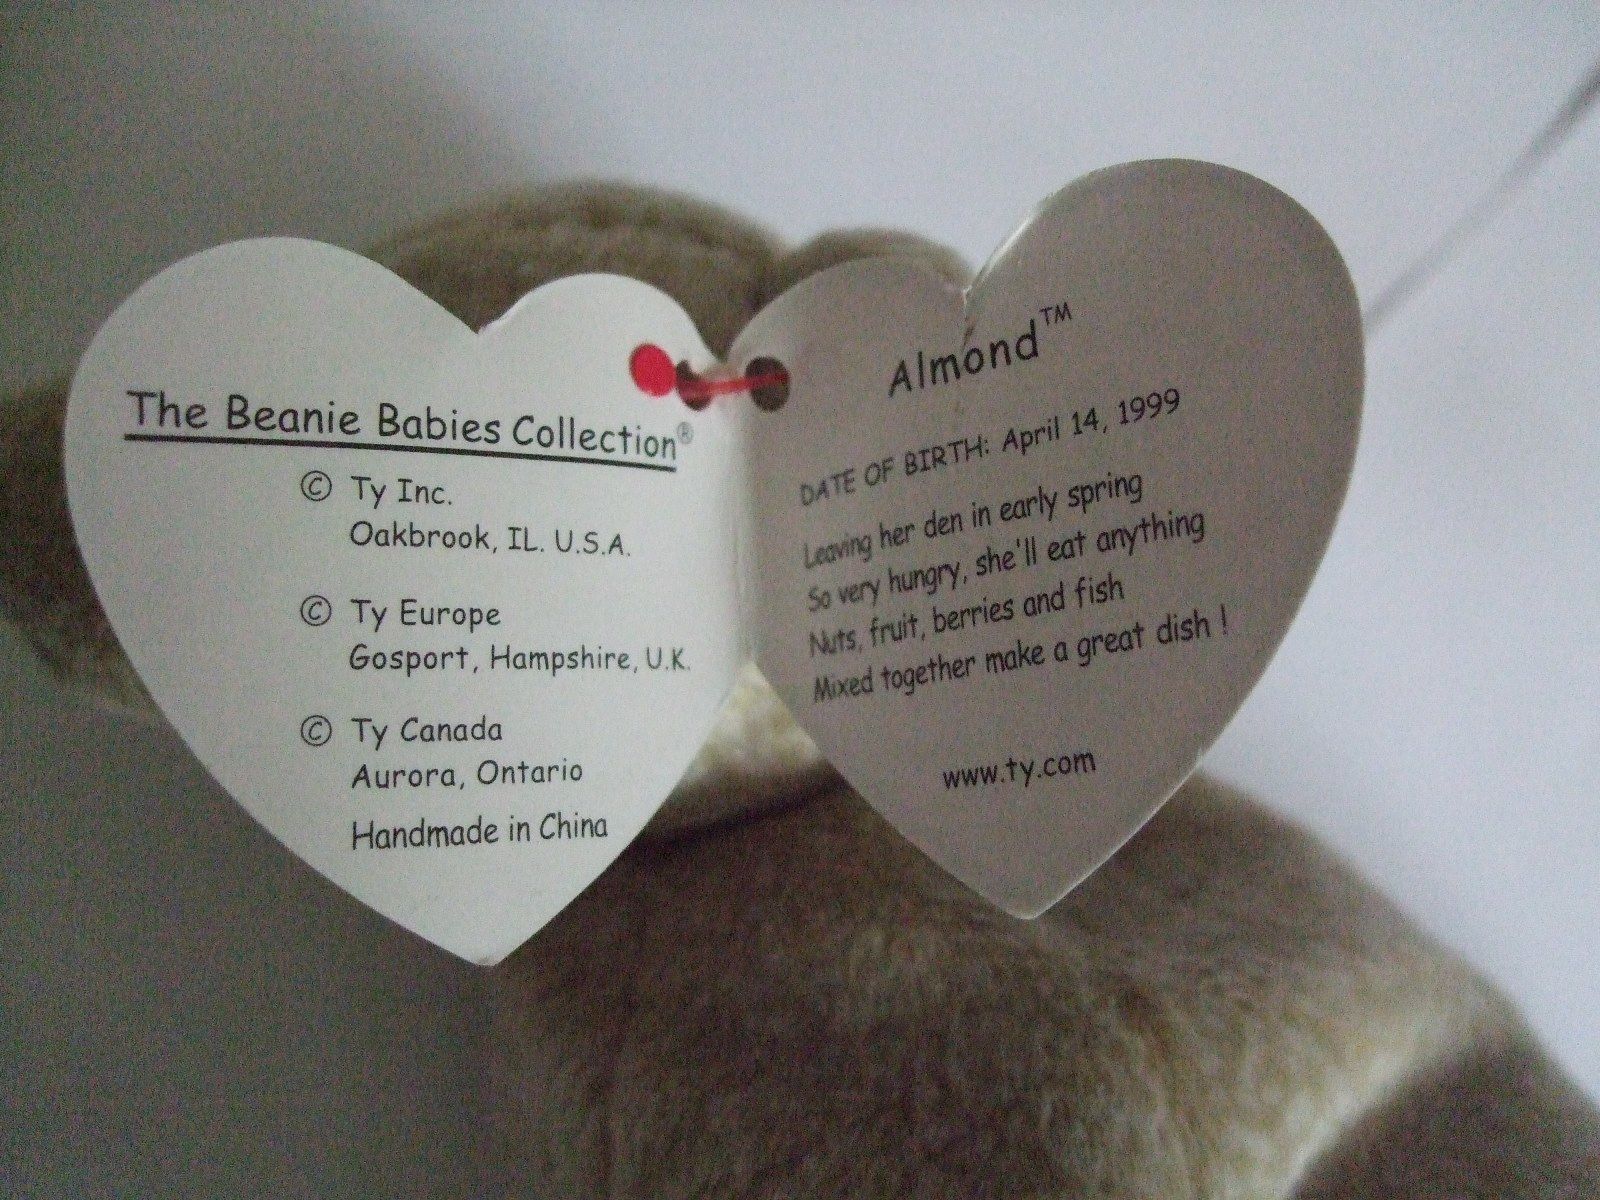 The Beanie Babies Collection®
© Ty Inc.
Oakbrook, IL. U.S.A.
© Ty Europe
Gosport, Hampshire, U.K.
© Ty Canada
Aurora, Ontario
Handmade in China
Almond™
DATE OF BIRTH: April 14, 1999
Leaving her den in early spring
So very hungry, she'll eat anything
Nuts, fruit, berries and fish
Mixed together make a great dish !
www.ty.com